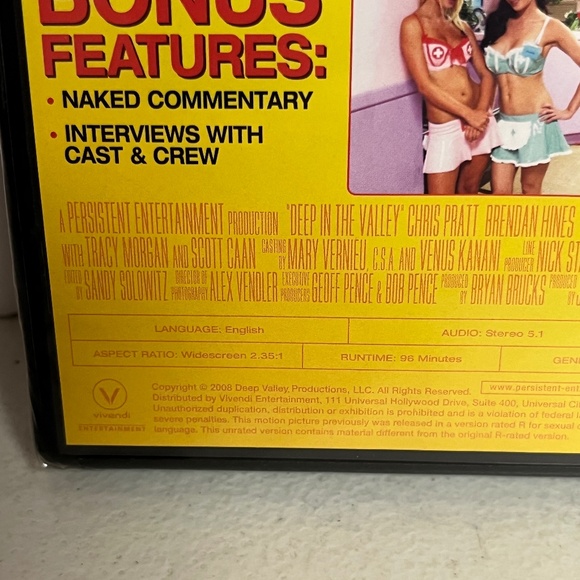 BONUS
FEATURES:
• NAKED COMMENTARY
• INTERVIEWS WITH
CAST & CREW
A PERSISTENT ENTERTAINMENT PRODUCTION "DEEP IN THE VALLEY" CHRIS PRATT BRENDAN HINES
WITH TRACY MORGAN AND SCOTT CAAN CASTING BY MARY VERNIEU, C.S.A. AND VENUS KANANI LINE PRODUCER NICK
EDITED BY SANDY SOLOWITZ DIRECTOR OF PHOTOGRAPHY ALEX VENDLER EXECUTIVE PRODUCERS GEOFF PENCE & BOB PENCE PRODUCED BY BRYAN BRUCKS PRODUCED BY
LANGUAGE: English AUDIO: Stereo 5.1
ASPECT RATIO: Widescreen 2.35:1 RUNTIME: 96 Minutes
vivendi
ENTERTAINMENT
Copyright © 2008 Deep Valley, Productions, LLC. All Rights Reserved. www.persistent-ent
Distributed by Vivendi Entertainment, 111 Universal Hollywood Drive, Suite 400, Universal
Unauthorized duplication, distribution or exhibition is prohibited and is a violation of federal
severe penalties. This motion picture previously was released in a version rated R for sexual
language. This unrated version contains material different from the original R-rated version.